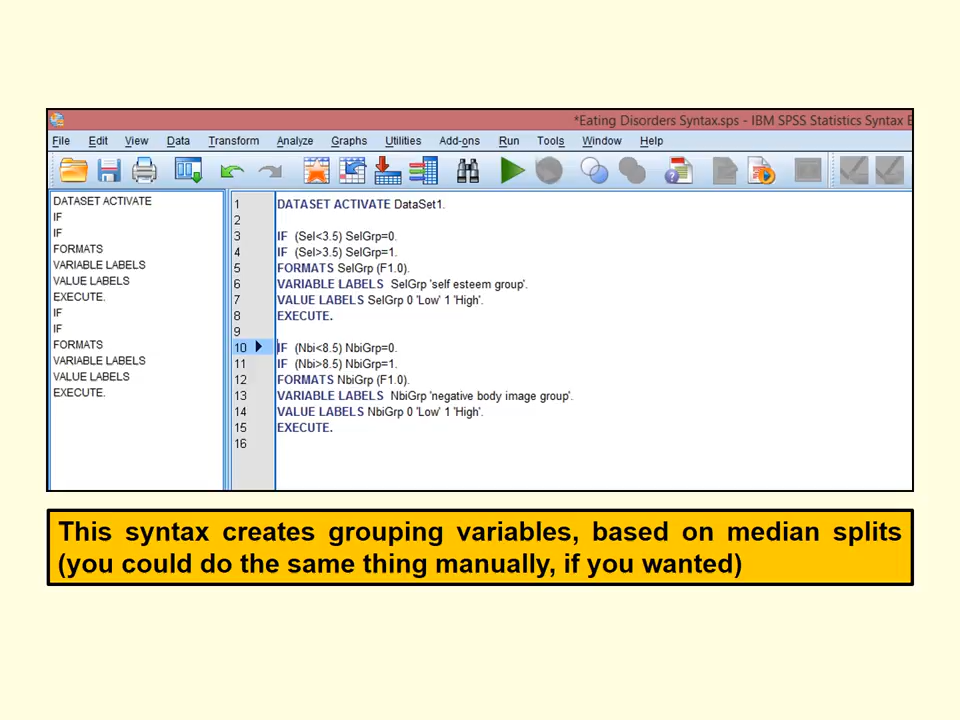 *Eating Disorders Syntax.sps - IBM SPSS Statistics Syntax E
File Edit View Data Transform Analyze Graphs Utilities Add-ons Run Tools Window Help
DATASET ACTIVATE
IF
IF
FORMATS
VARIABLE LABELS
VALUE LABELS
EXECUTE.
IF
IF
FORMATS
VARIABLE LABELS
VALUE LABELS
EXECUTE.
1 DATASET ACTIVATE DataSet1.
2
3 IF (Sel<3.5) SelGrp=0.
4 IF (Sel>3.5) SelGrp=1.
5 FORMATS SelGrp (F1.0).
6 VARIABLE LABELS SelGrp 'self esteem group'.
7 VALUE LABELS SelGrp 0 'Low' 1 'High'.
8 EXECUTE.
9
10 IF (Nbi<8.5) NbiGrp=0.
11 IF (Nbi>8.5) NbiGrp=1.
12 FORMATS NbiGrp (F1.0).
13 VARIABLE LABELS NbiGrp 'negative body image group'.
14 VALUE LABELS NbiGrp 0 'Low' 1 'High'.
15 EXECUTE.
16
This syntax creates grouping variables, based on median splits
(you could do the same thing manually, if you wanted)